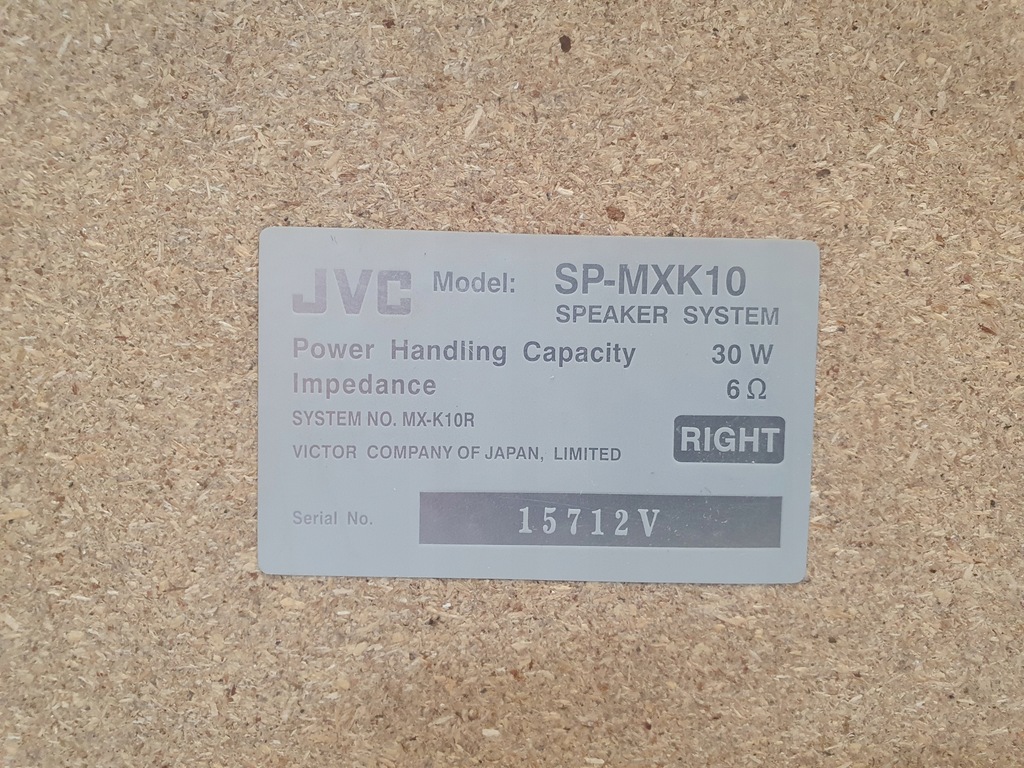 JVC Model: SP-MXK10
SPEAKER SYSTEM
Power Handling Capacity 30 W
Impedance 6 Ω
SYSTEM NO. MX-K10R
RIGHT
VICTOR COMPANY OF JAPAN, LIMITED
Serial No. 15712V